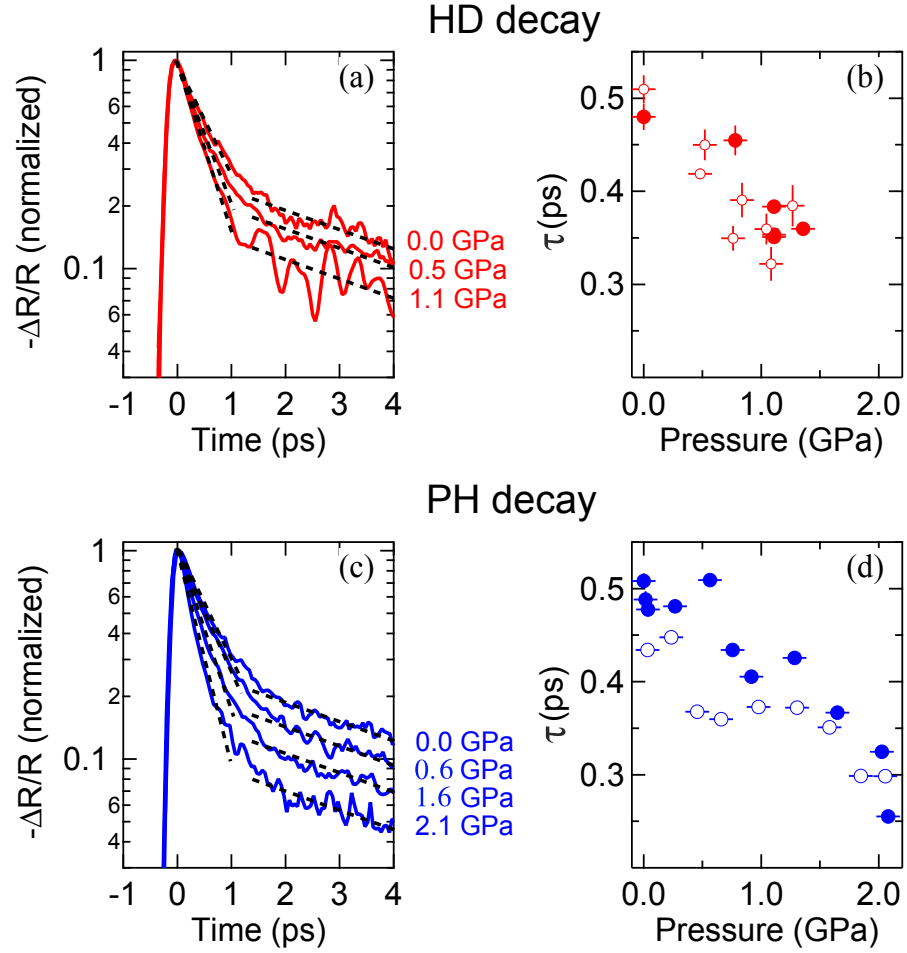 HD decay
(a)
1
6
4
2
0.1
6
4
-ΔR/R (normalized)
-1 0 1 2 3 4
Time (ps)
0.0 GPa
0.5 GPa
1.1 GPa
(b)
0.5
0.4
0.3
τ (ps)
0.0 1.0 2.0
Pressure (GPa)
PH decay
(c)
1
6
4
2
0.1
6
4
-ΔR/R (normalized)
-1 0 1 2 3 4
Time (ps)
0.0 GPa
0.6 GPa
1.6 GPa
2.1 GPa
(d)
0.5
0.4
0.3
τ (ps)
0.0 1.0 2.0
Pressure (GPa)